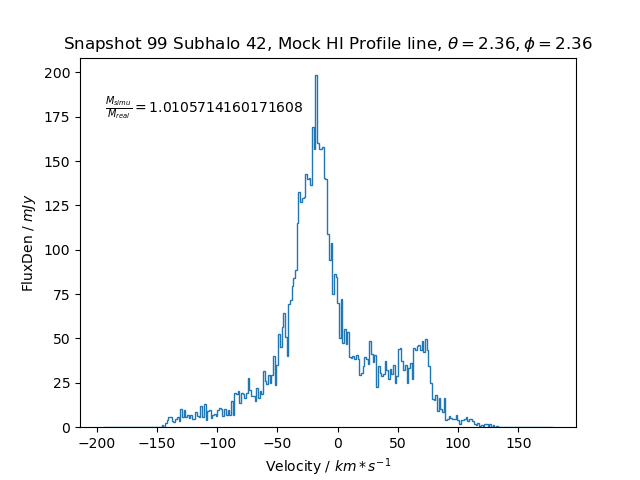 Snapshot 99 Subhalo 42, Mock HI Profile line, θ = 2.36, ϕ = 2.36
200
175
150
125
100
75
50
25
0
M_simu/M_real = 1.0105714160171608
FluxDen / mJy
−200 −150 −100 −50 0 50 100 150
Velocity / km * s⁻¹